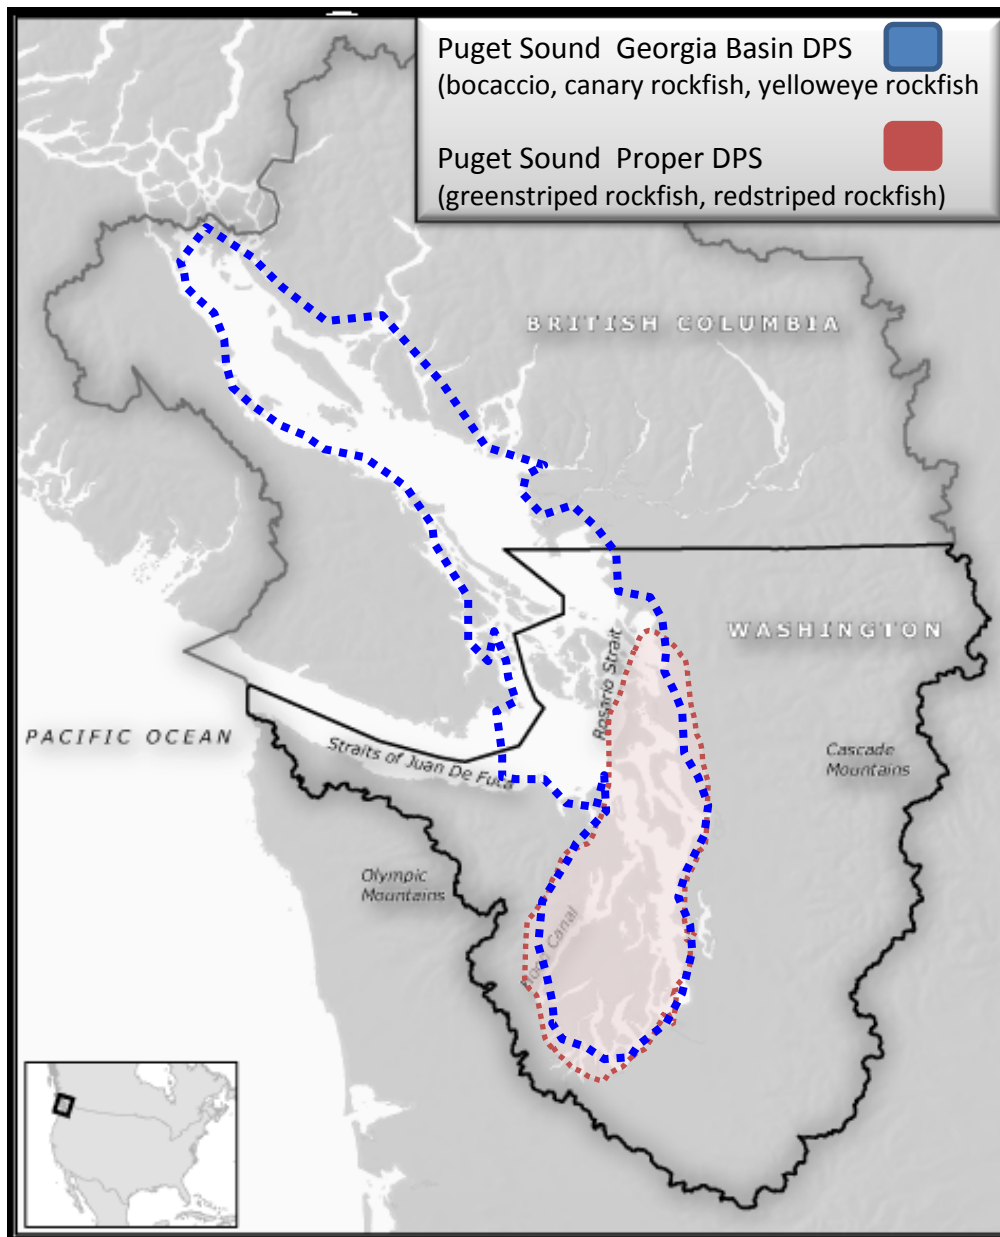 Puget Sound  Georgia Basin DPS
(bocaccio, canary rockfish, yelloweye rockfish
Puget Sound  Proper DPS
(greenstriped rockfish, redstriped rockfish)
BRITISH COLUMBIA
WASHINGTON
Rosario Strait
PACIFIC OCEAN
Straits of Juan De Fuca
Cascade
Mountains
Olympic
Mountains
Hood Canal